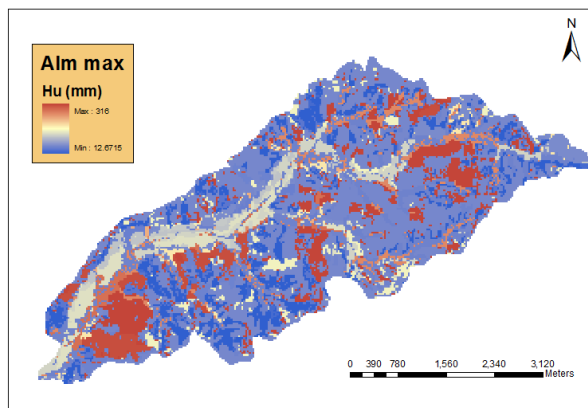 Alm max
Hu (mm)
Max : 316
Min : 12.6715
N
0 390 780 1,560 2,340 3,120
Meters